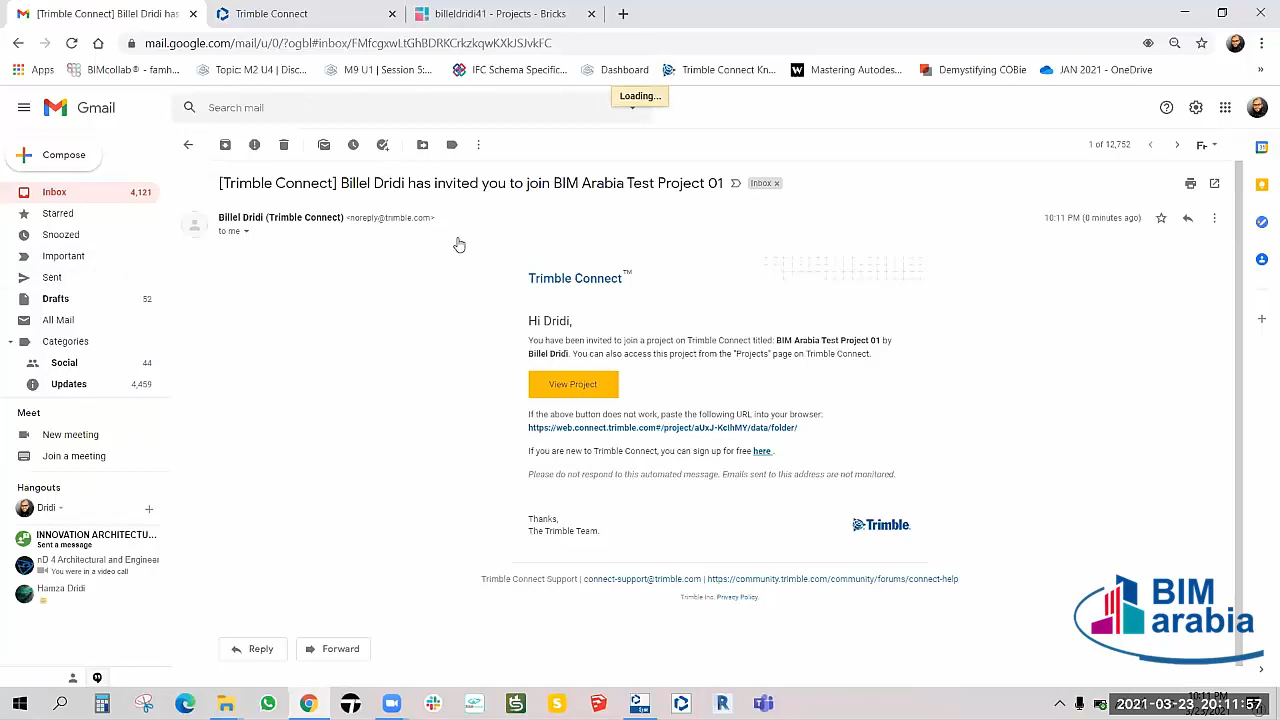 [Trimble Connect] Billel Dridi has
Trimble Connect
billeldridi41 - Projects - Bricks
mail.google.com/mail/u/0/?ogbl#inbox/FMfcgxwLtGhBDRKCrkzkqwKXkJSJvkFC
Apps
BIMcollab® - famh...
Topic: M2 U4 | Disc...
M9 U1 | Session 5:...
IFC Schema Specific...
Dashboard
Trimble Connect Kn...
Mastering Autodes...
Demystifying COBie
JAN 2021 - OneDrive
»
Loading...
Gmail
Search mail
Compose
1 of 12,752
Inbox 4,121
Starred
Snoozed
Important
Sent
Drafts 52
All Mail
Categories
Social 44
Updates 4,459
Meet
New meeting
Join a meeting
Hangouts
Dridi
INNOVATION ARCHITECTU...
Sent a message
nD 4 Architectural and Engineer
You were in a video call
Hamza Dridi
[Trimble Connect] Billel Dridi has invited you to join BIM Arabia Test Project 01
Inbox x
Billel Dridi (Trimble Connect) <noreply@trimble.com>
10:11 PM (0 minutes ago)
to me
Trimble Connect™
Hi Dridi,
You have been invited to join a project on Trimble Connect titled: BIM Arabia Test Project 01 by
Billel Dridi. You can also access this project from the "Projects" page on Trimble Connect.
View Project
If the above button does not work, paste the following URL into your browser:
https://web.connect.trimble.com#/project/aUxJ-KcIhMY/data/folder/
If you are new to Trimble Connect, you can sign up for free here .
Please do not respond to this automated message. Emails sent to this address are not monitored.
Thanks,
The Trimble Team.
Trimble.
Trimble Connect Support | connect-support@trimble.com | https://community.trimble.com/community/forums/connect-help
Trimble Inc. Privacy Policy.
Reply
Forward
BIM
arabia
10:11 PM
2021-03-23 20:11:57